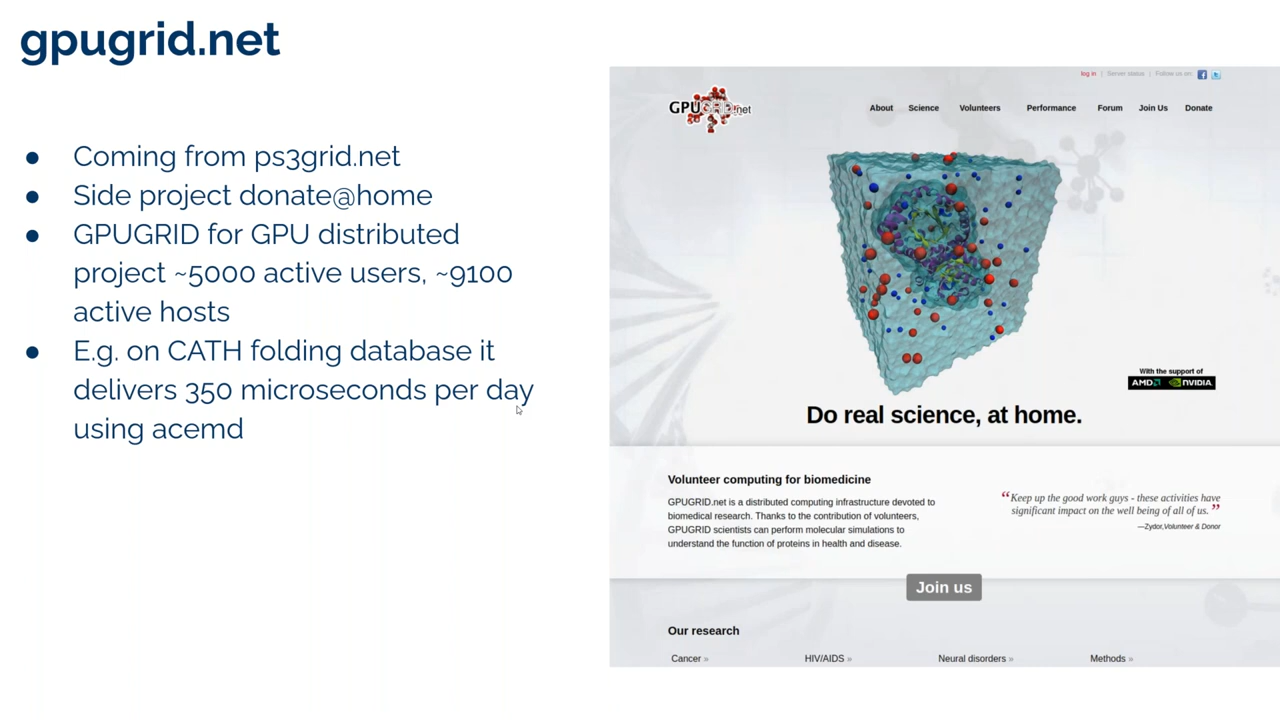 gpugrid.net
● Coming from ps3grid.net
● Side project donate@home
● GPUGRID for GPU distributed
project ~5000 active users, ~9100
active hosts
● E.g. on CATH folding database it
delivers 350 microseconds per day
using acemd
log in | Server status | Follow us on:
GPUGRID.net
About Science Volunteers Performance Forum Join Us Donate
With the support of
AMD NVIDIA
Do real science, at home.
Volunteer computing for biomedicine
GPUGRID.net is a distributed computing infrastructure devoted to
biomedical research. Thanks to the contribution of volunteers,
GPUGRID scientists can perform molecular simulations to
understand the function of proteins in health and disease.
“Keep up the good work guys - these activities have
significant impact on the well being of all of us.”
—Zydor,Volunteer & Donor
Join us
Our research
Cancer » HIV/AIDS » Neural disorders » Methods »